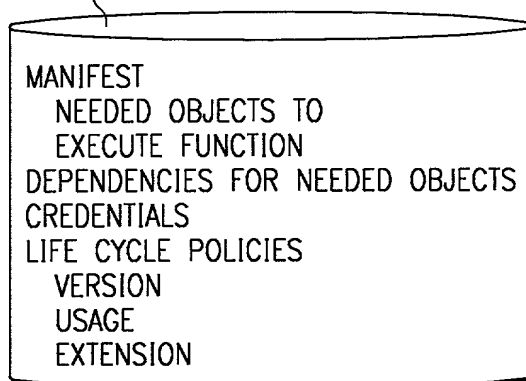 MANIFEST
NEEDED OBJECTS TO
EXECUTE FUNCTION
DEPENDENCIES FOR NEEDED OBJECTS
CREDENTIALS
LIFE CYCLE POLICIES
VERSION
USAGE
EXTENSION